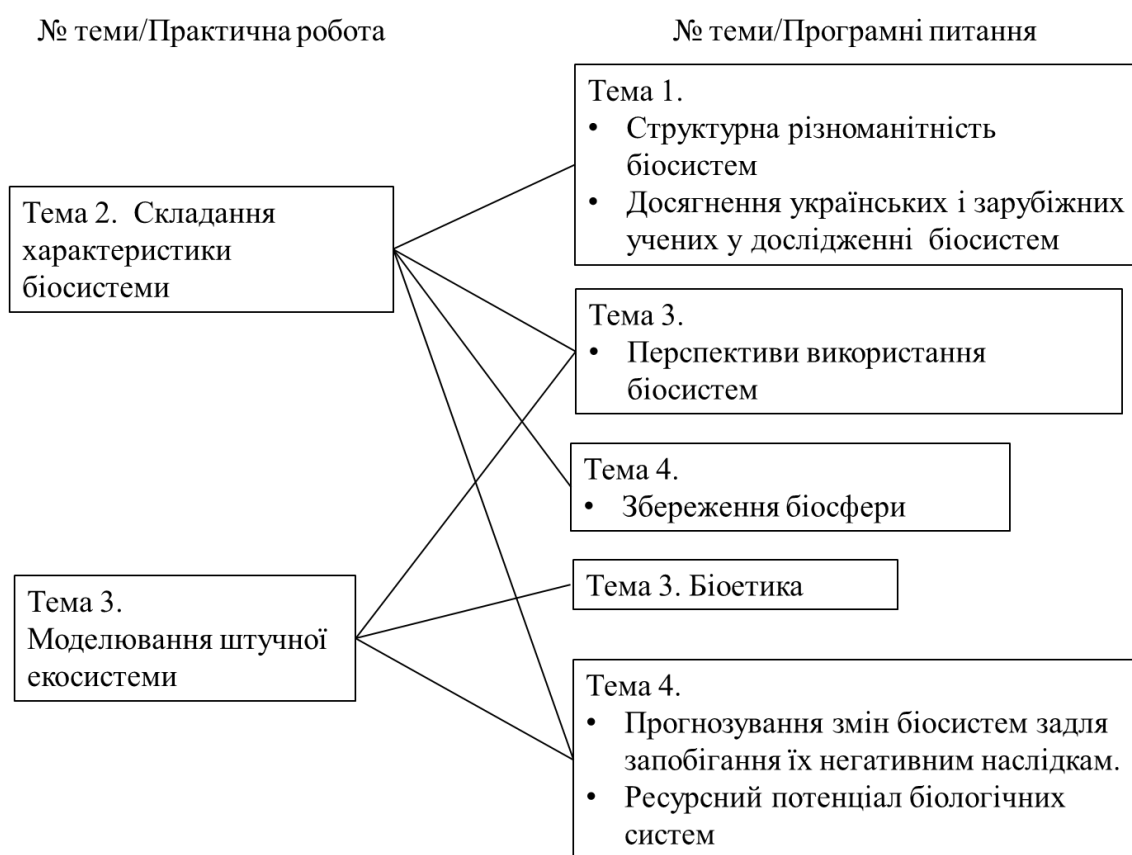 № теми/Практична робота
№ теми/Програмні питання
Тема 2. Складання
характеристики
біосистеми
Тема 3.
Моделювання штучної
екосистеми
Тема 1.
• Структурна різноманітність
біосистем
• Досягнення українських і зарубіжних
учених у дослідженні біосистем
Тема 3.
• Перспективи використання
біосистем
Тема 4.
• Збереження біосфери
Тема 3. Біоетика
Тема 4.
• Прогнозування змін біосистем задля
запобігання їх негативним наслідкам.
• Ресурсний потенціал біологічних
систем